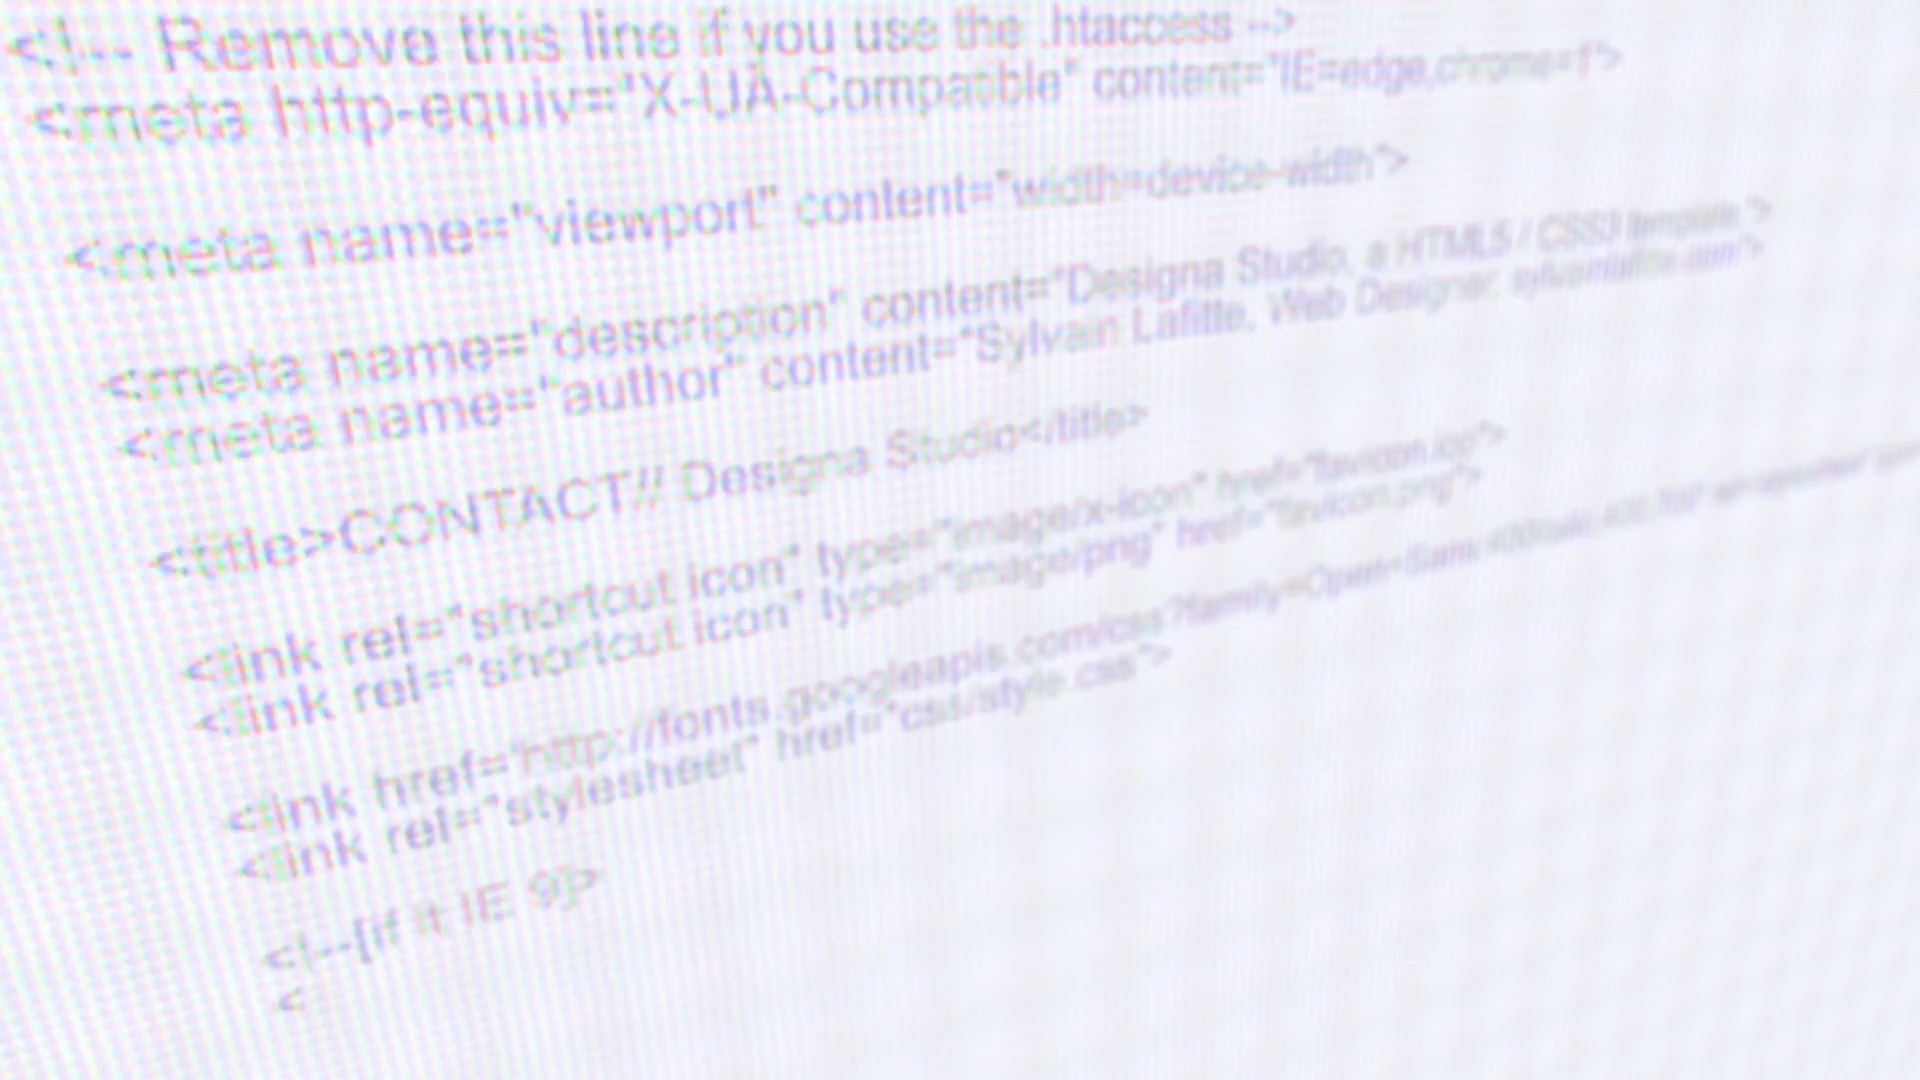 <!-- Remove this line if you use the .htaccess -->
<meta http-equiv="X-UA-Compatible" content="IE=edge,chrome=1">
<meta name="viewport" content="width=device-width">
<meta name="description" content="Designa Studio, a HTML5 / CSS3 template.">
<meta name="author" content="Sylvain Lafitte, Web Designer, sylvainlafitte.com">
<title>CONTACT// Designa Studio</title>
<link rel="shortcut icon" type="image/x-icon" href="favicon.ico">
<link rel="shortcut icon" type="image/png" href="favicon.png">
<link href='http://fonts.googleapis.com/css?family=Open+Sans
<link rel="stylesheet" href="css/style.css">
<!--[if lt IE 9]>
<